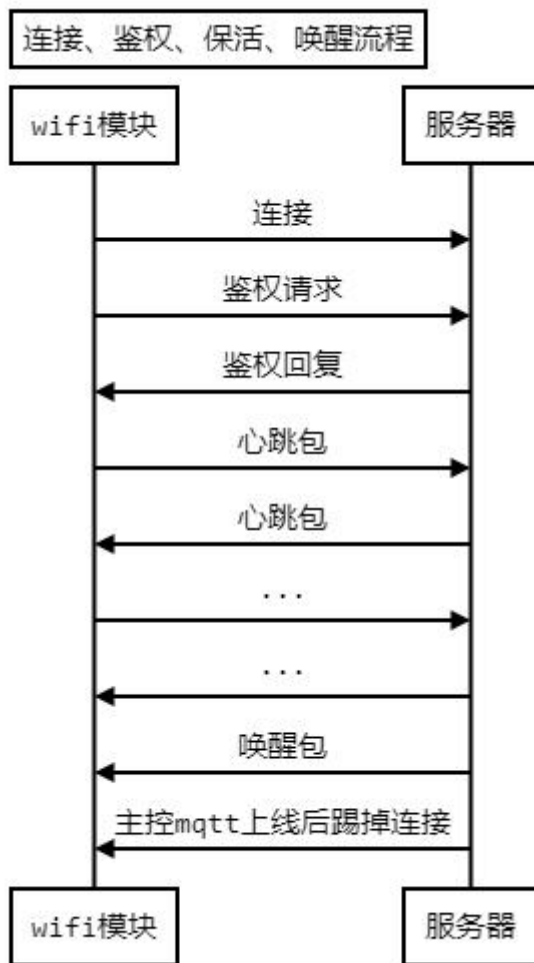 连接、鉴权、保活、唤醒流程
wifi模块
服务器
连接
鉴权请求
鉴权回复
心跳包
心跳包
...
...
唤醒包
主控mqtt上线后踢掉连接
wifi模块
服务器